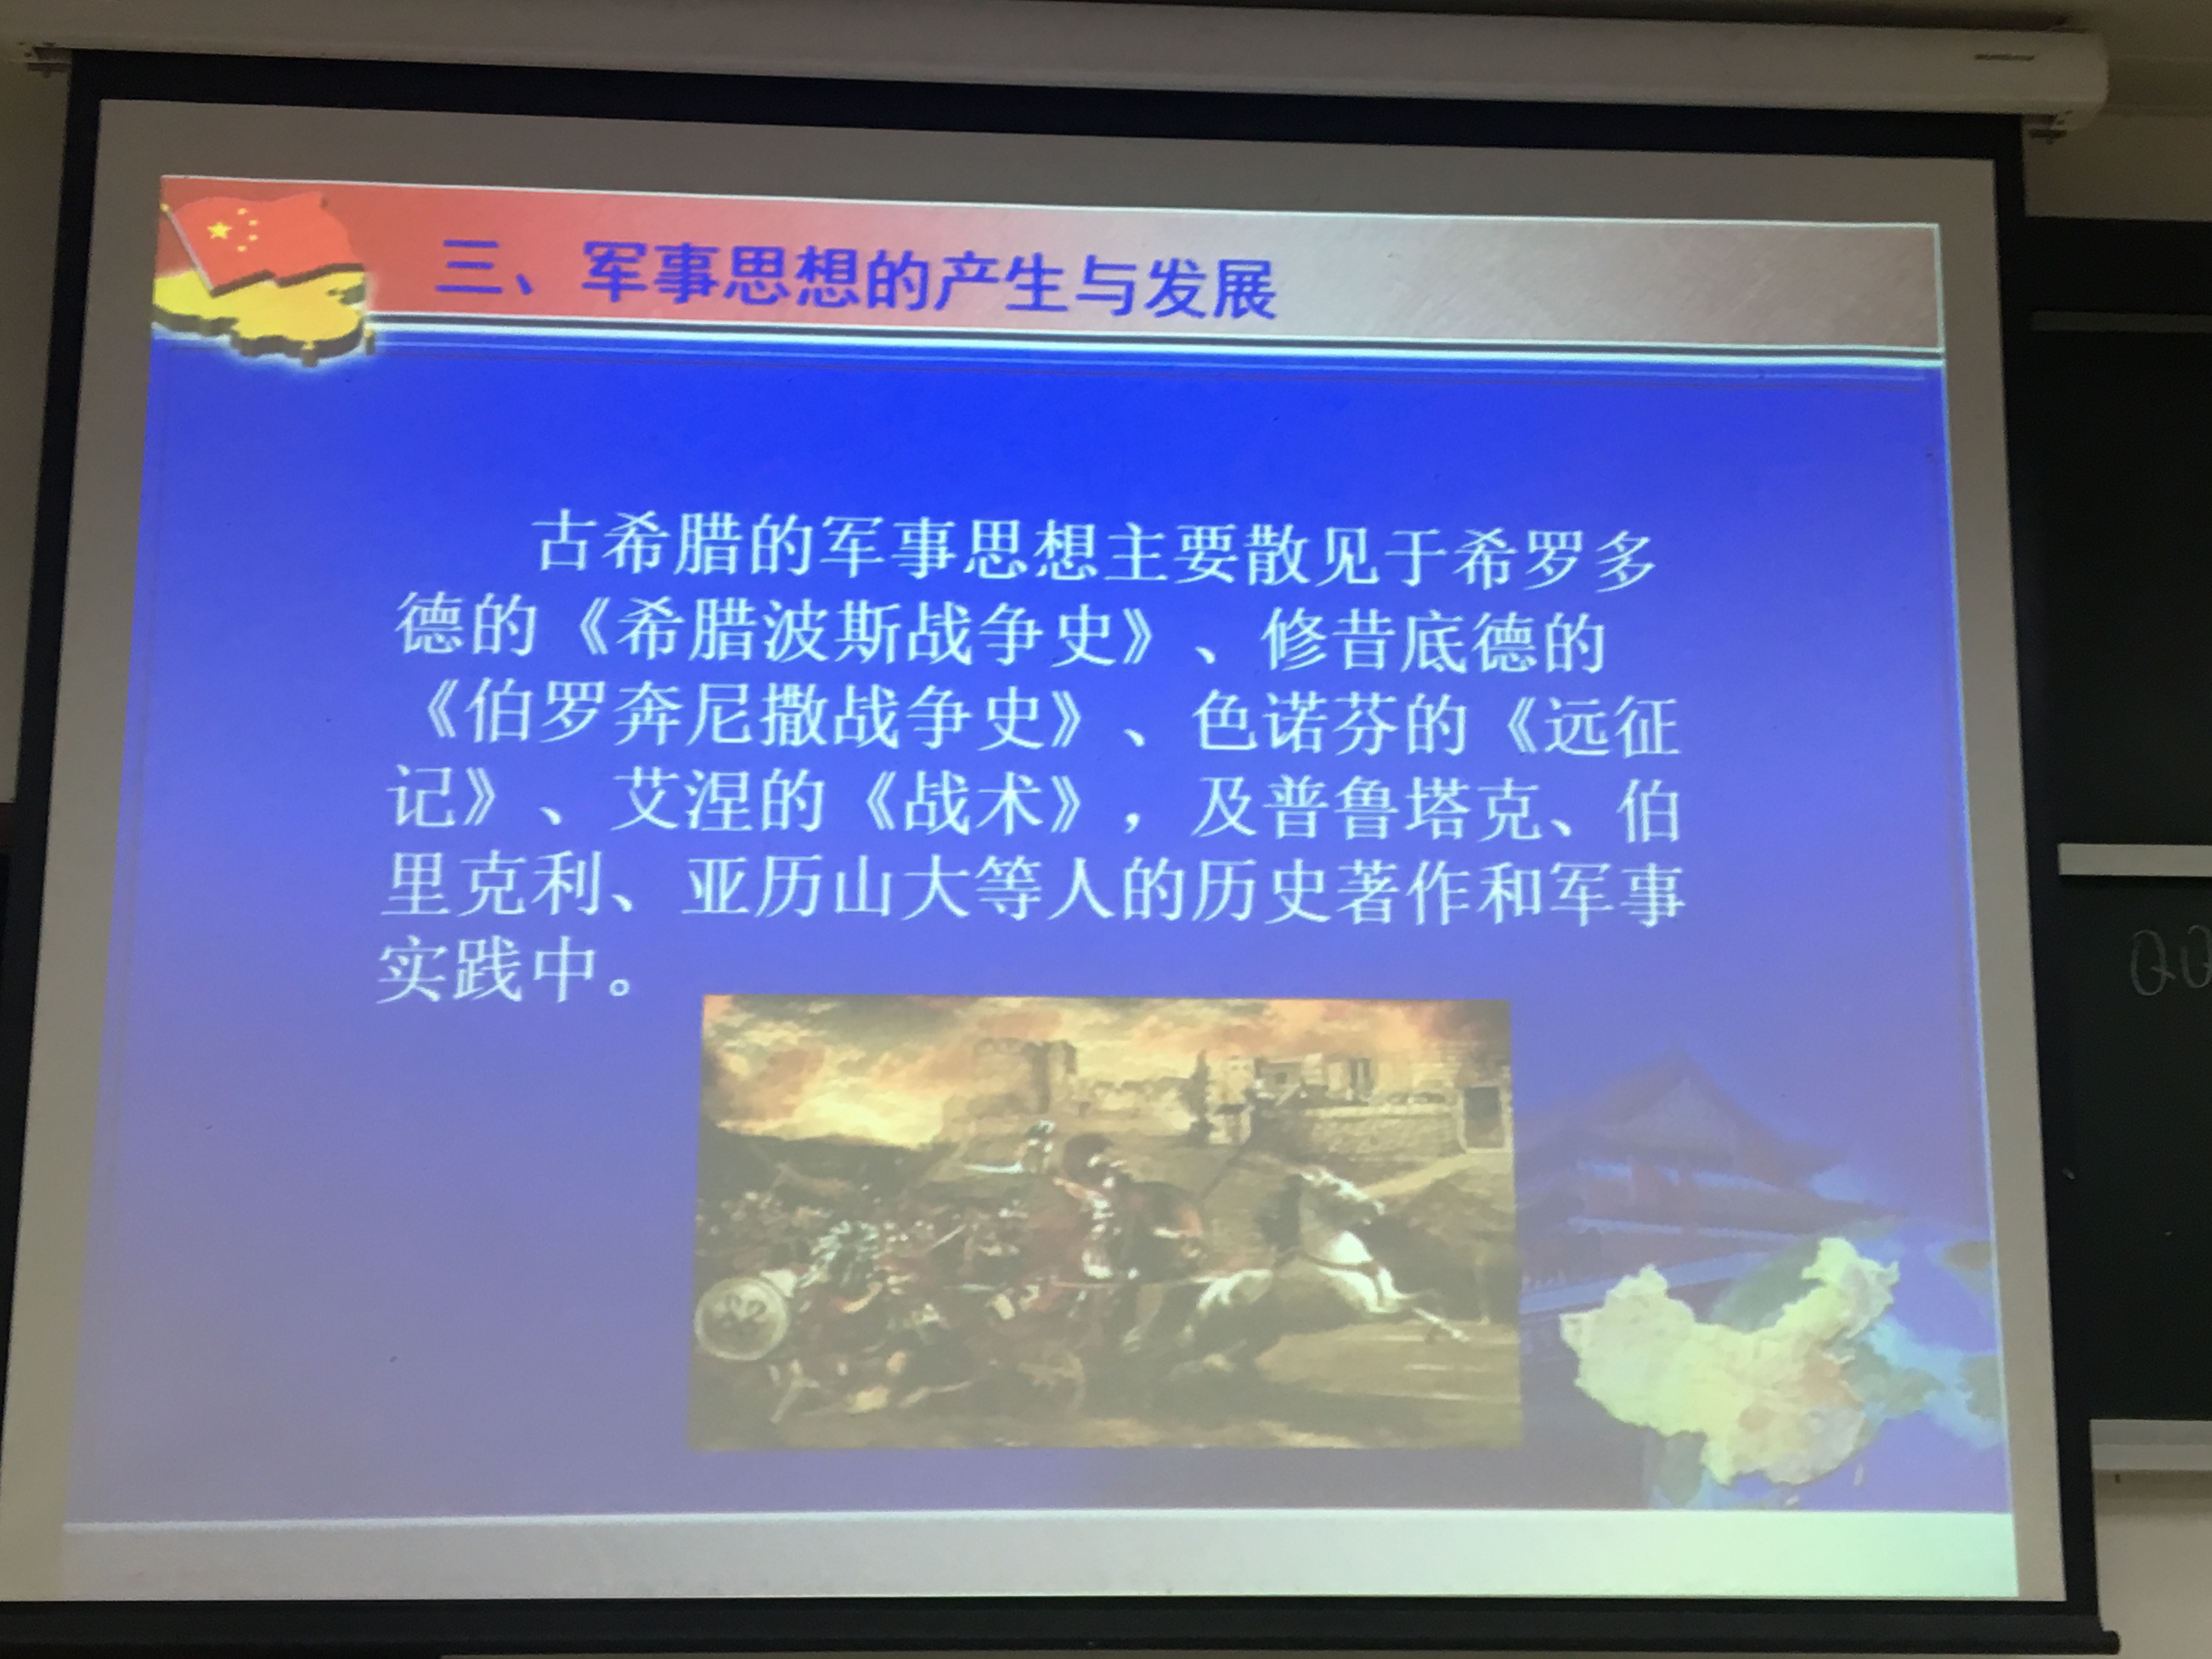 三、军事思想的产生与发展
古希腊的军事思想主要散见于希罗多
德的《希腊波斯战争史》、修昔底德的
《伯罗奔尼撒战争史》、色诺芬的《远征
记》、艾涅的《战术》，及普鲁塔克、伯
里克利、亚历山大等人的历史著作和军事
实践中。
QQ